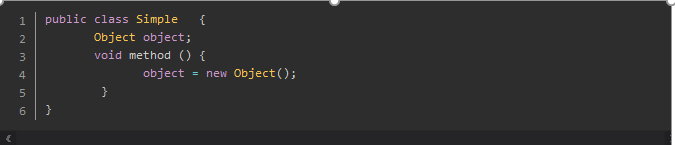 1 public class Simple {
2 Object object;
3 void method () {
4 object = new Object();
5 }
6 }